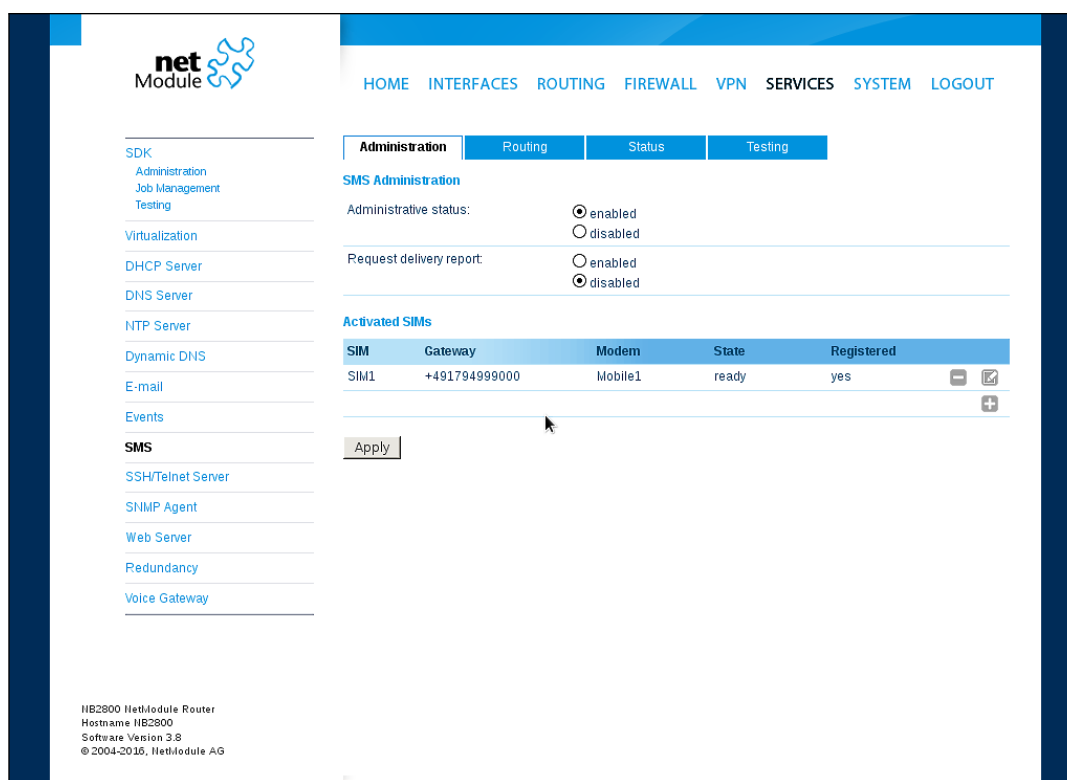 net
Module
HOME INTERFACES ROUTING FIREWALL VPN SERVICES SYSTEM LOGOUT
SDK
Administration
Job Management
Testing
Virtualization
DHCP Server
DNS Server
NTP Server
Dynamic DNS
E-mail
Events
SMS
SSH/Telnet Server
SNMP Agent
Web Server
Redundancy
Voice Gateway
Administration Routing Status Testing
SMS Administration
Administrative status:
enabled
disabled
Request delivery report:
enabled
disabled
Activated SIMs
SIM Gateway Modem State Registered
SIM1 +491794999000 Mobile1 ready yes
Apply
NB2800 NetModule Router
Hostname NB2800
Software Version 3.8
© 2004-2016, NetModule AG